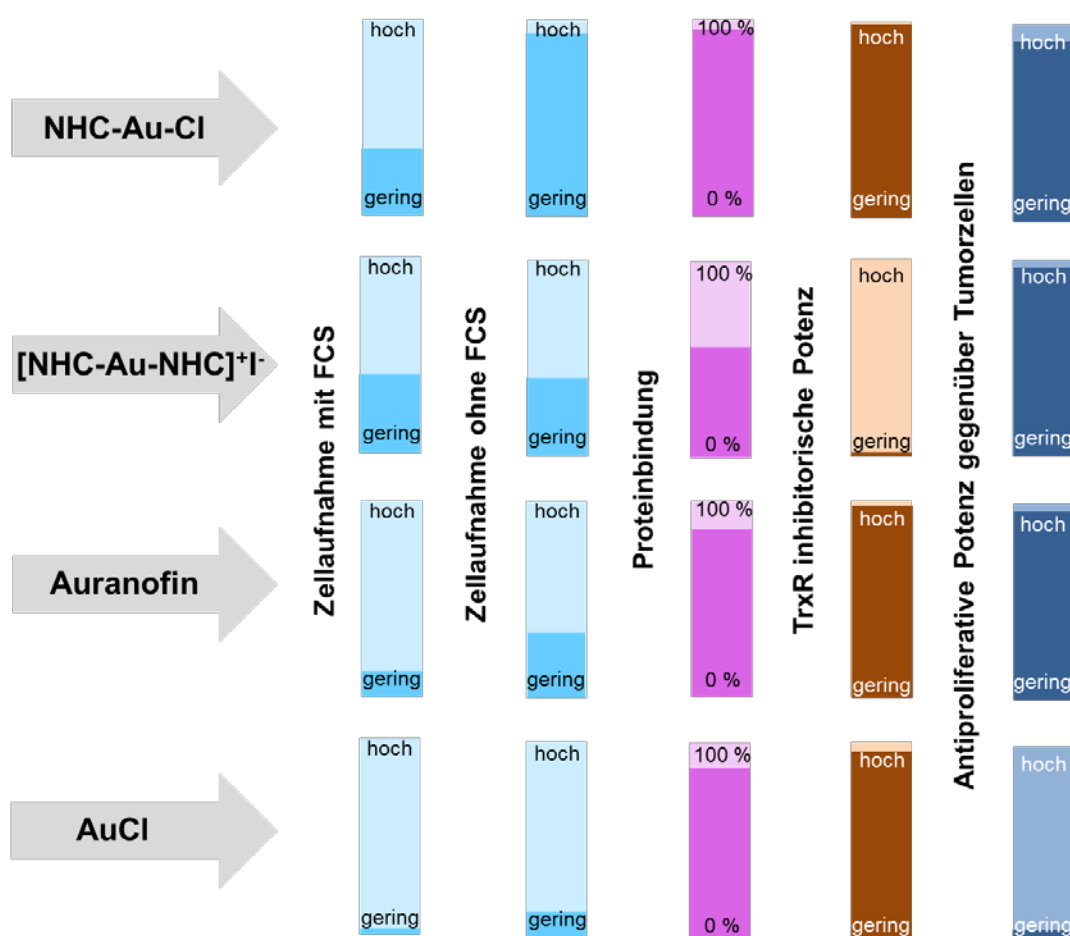 NHC-Au-Cl
hoch
gering
hoch
gering
100 %
0 %
hoch
gering
hoch
gering
[NHC-Au-NHC]⁺I⁻
hoch
gering
hoch
gering
100 %
0 %
hoch
gering
hoch
gering
Auranofin
hoch
gering
hoch
gering
100 %
0 %
hoch
gering
hoch
gering
AuCl
hoch
gering
hoch
gering
100 %
0 %
hoch
gering
hoch
gering
Zellaufnahme mit FCS
Zellaufnahme ohne FCS
Proteinbindung
TrxR inhibitorische Potenz
Antiproliferative Potenz gegenüber Tumorzellen